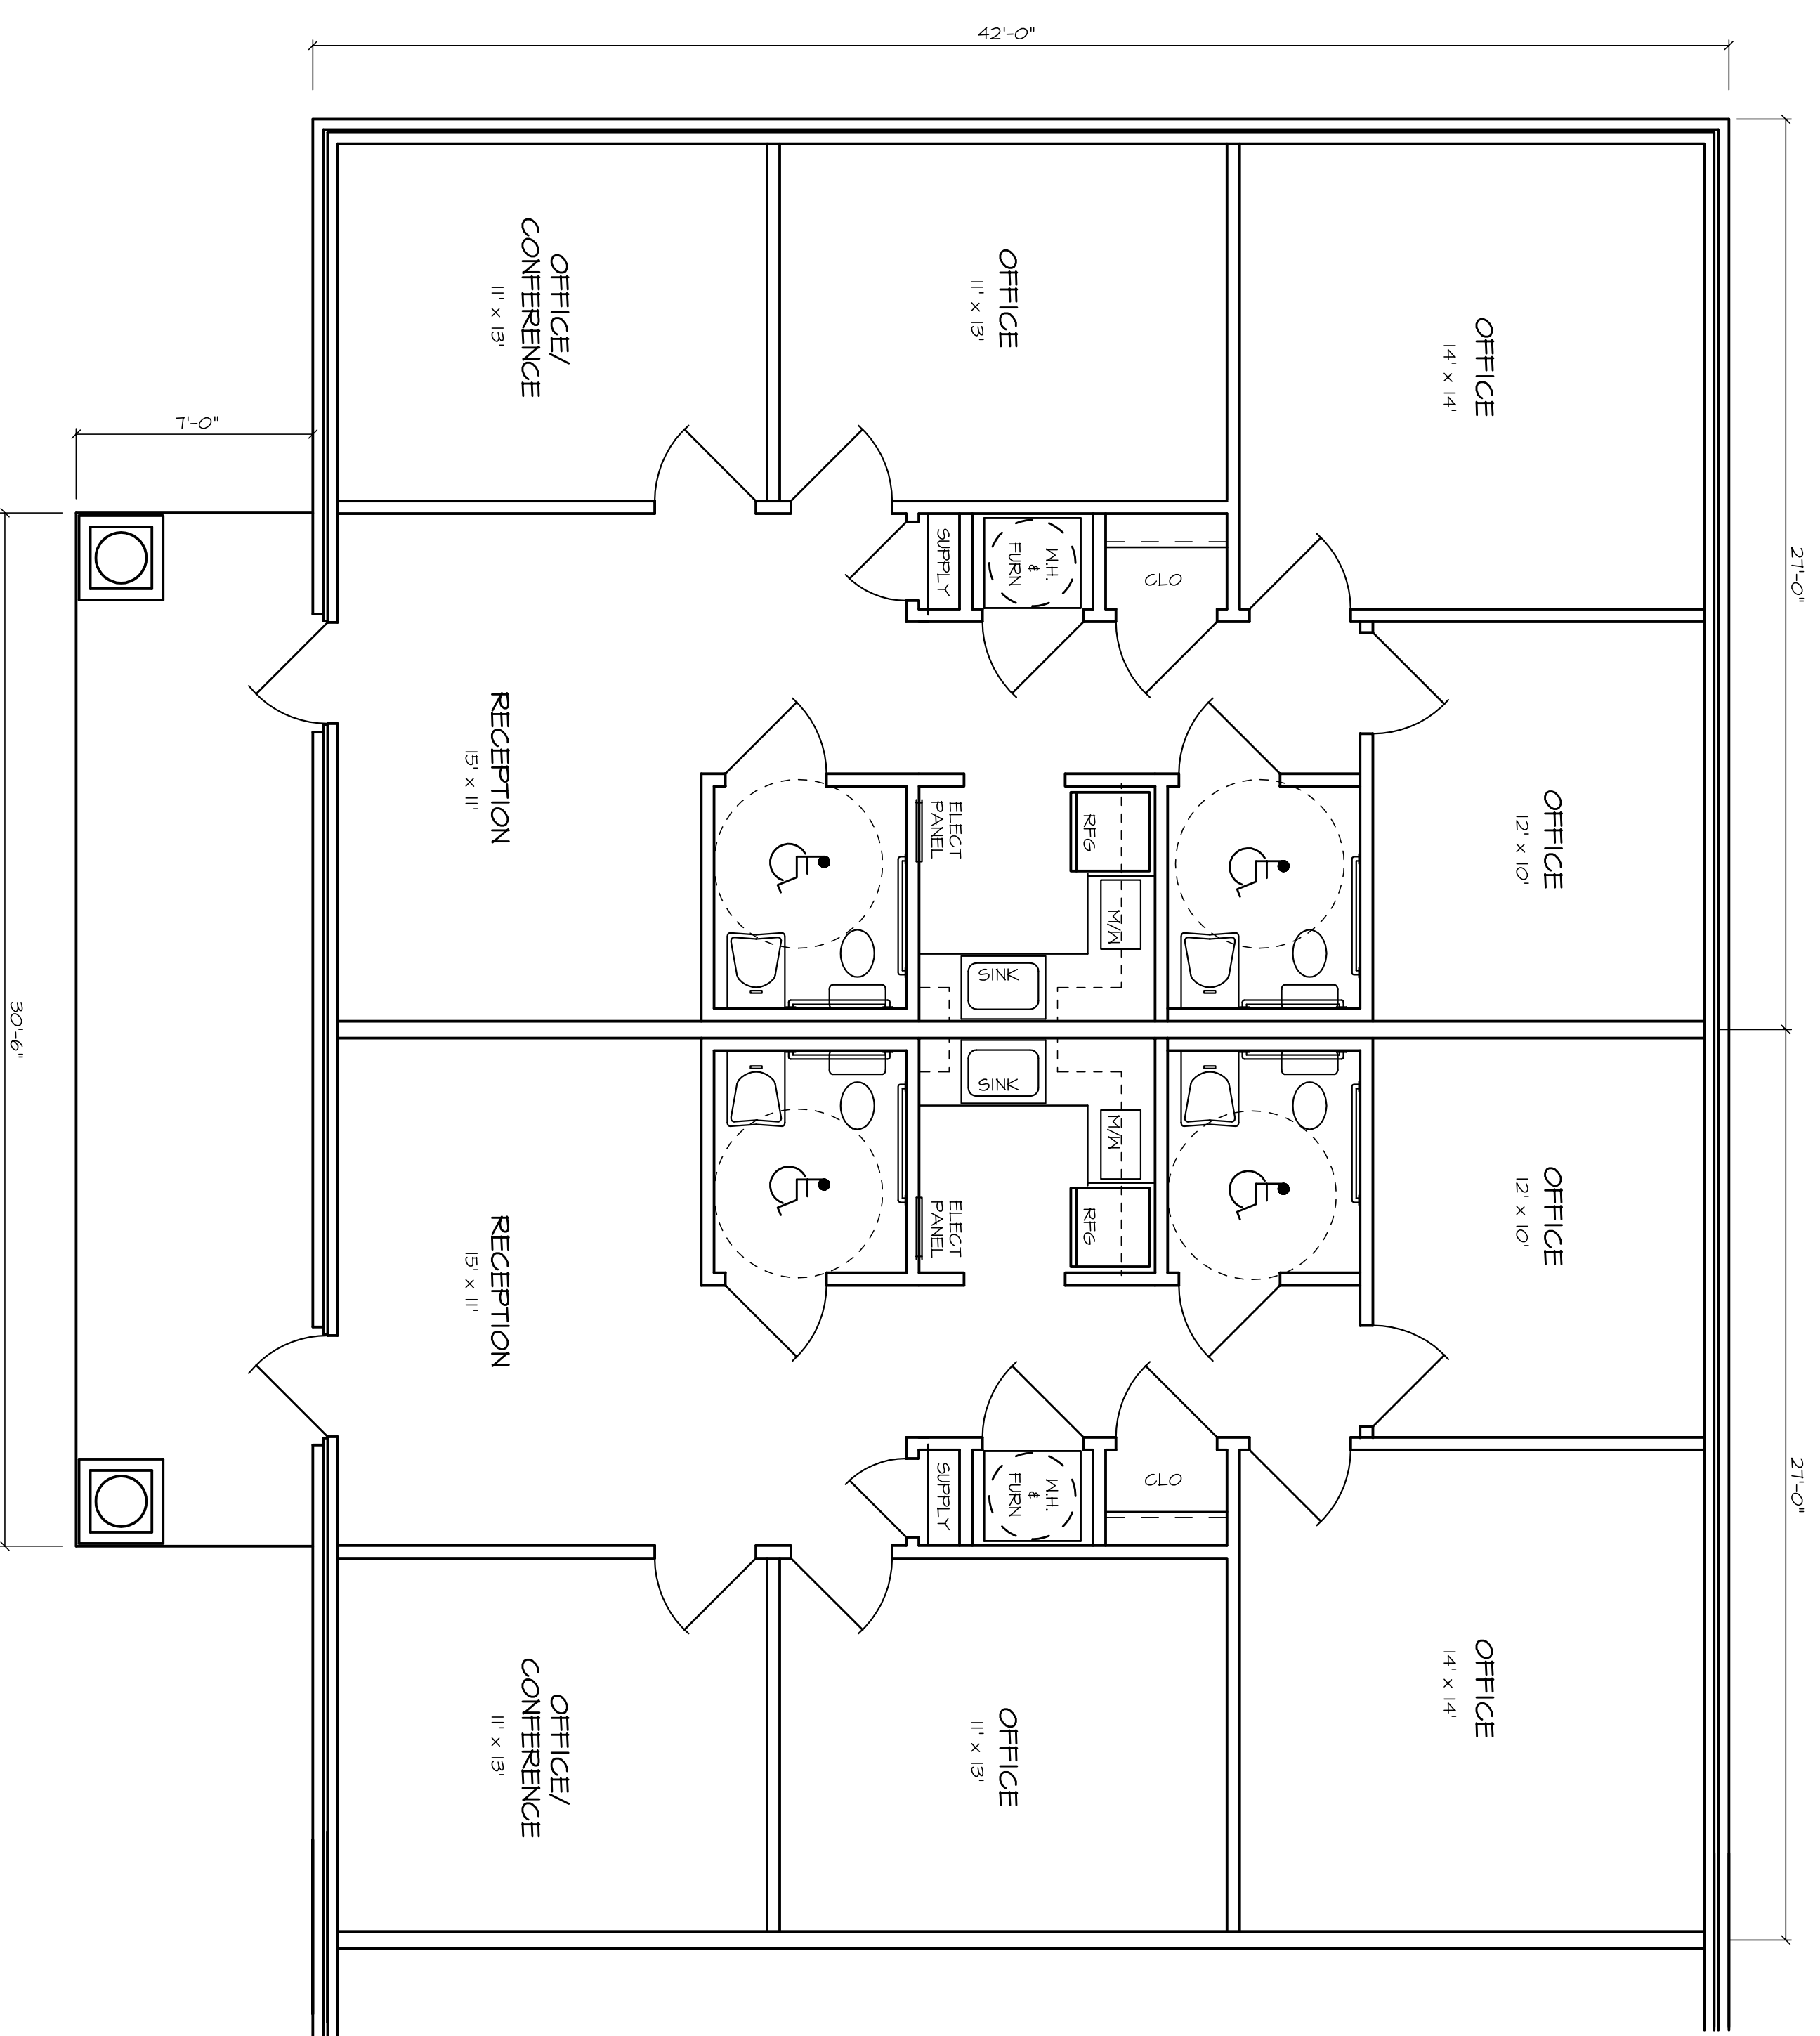 42'-0"
27'-0"
27'-0"
7'-0"
30'-6"
OFFICE/
CONFERENCE
11' x 13'
OFFICE
11' x 13'
OFFICE
14' x 14'
SUPPLY
W.H.
&
FURN
CLO
RECEPTION
15' x 11'
ELECT
PANEL
RFG
M/W
SINK
OFFICE
12' x 10'
RECEPTION
15' x 11'
SINK
M/W
ELECT
PANEL
RFG
OFFICE
12' x 10'
SUPPLY
W.H.
&
FURN
CLO
OFFICE/
CONFERENCE
11' x 13'
OFFICE
11' x 13'
OFFICE
14' x 14'